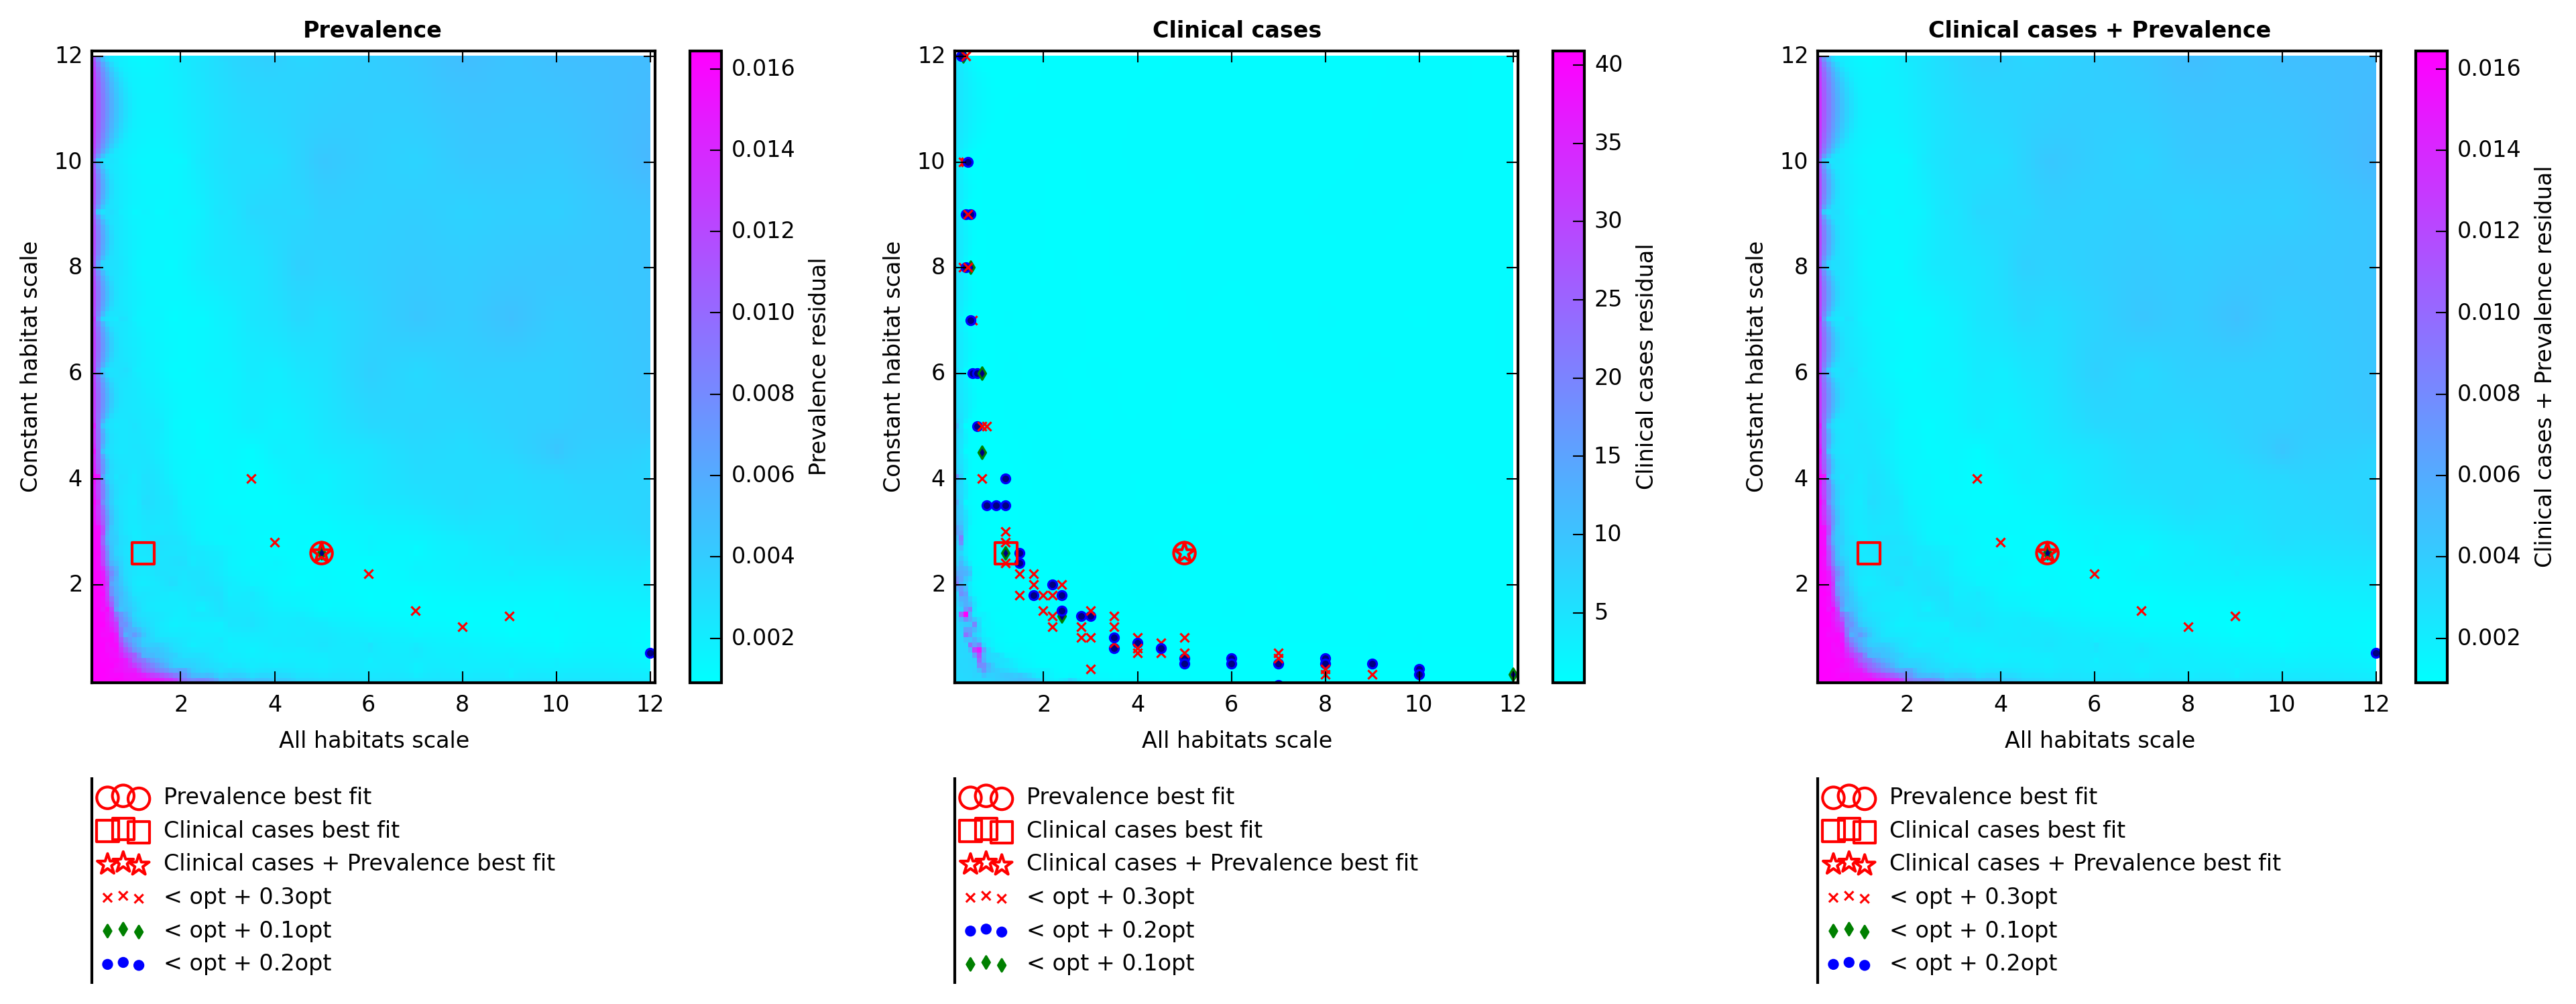 Prevalence
12
10
8
6
4
2
2 4 6 8 10 12
Constant habitat scale
All habitats scale
0.016
0.014
0.012
0.010
0.008
0.006
0.004
0.002
Prevalence residual
Prevalence best fit
Clinical cases best fit
Clinical cases + Prevalence best fit
< opt + 0.3opt
< opt + 0.1opt
< opt + 0.2opt
Clinical cases
12
10
8
6
4
2
2 4 6 8 10 12
Constant habitat scale
All habitats scale
40
35
30
25
20
15
10
5
Clinical cases residual
Prevalence best fit
Clinical cases best fit
Clinical cases + Prevalence best fit
< opt + 0.3opt
< opt + 0.2opt
< opt + 0.1opt
Clinical cases + Prevalence
12
10
8
6
4
2
2 4 6 8 10 12
Constant habitat scale
All habitats scale
0.016
0.014
0.012
0.010
0.008
0.006
0.004
0.002
Clinical cases + Prevalence residual
Prevalence best fit
Clinical cases best fit
Clinical cases + Prevalence best fit
< opt + 0.3opt
< opt + 0.1opt
< opt + 0.2opt